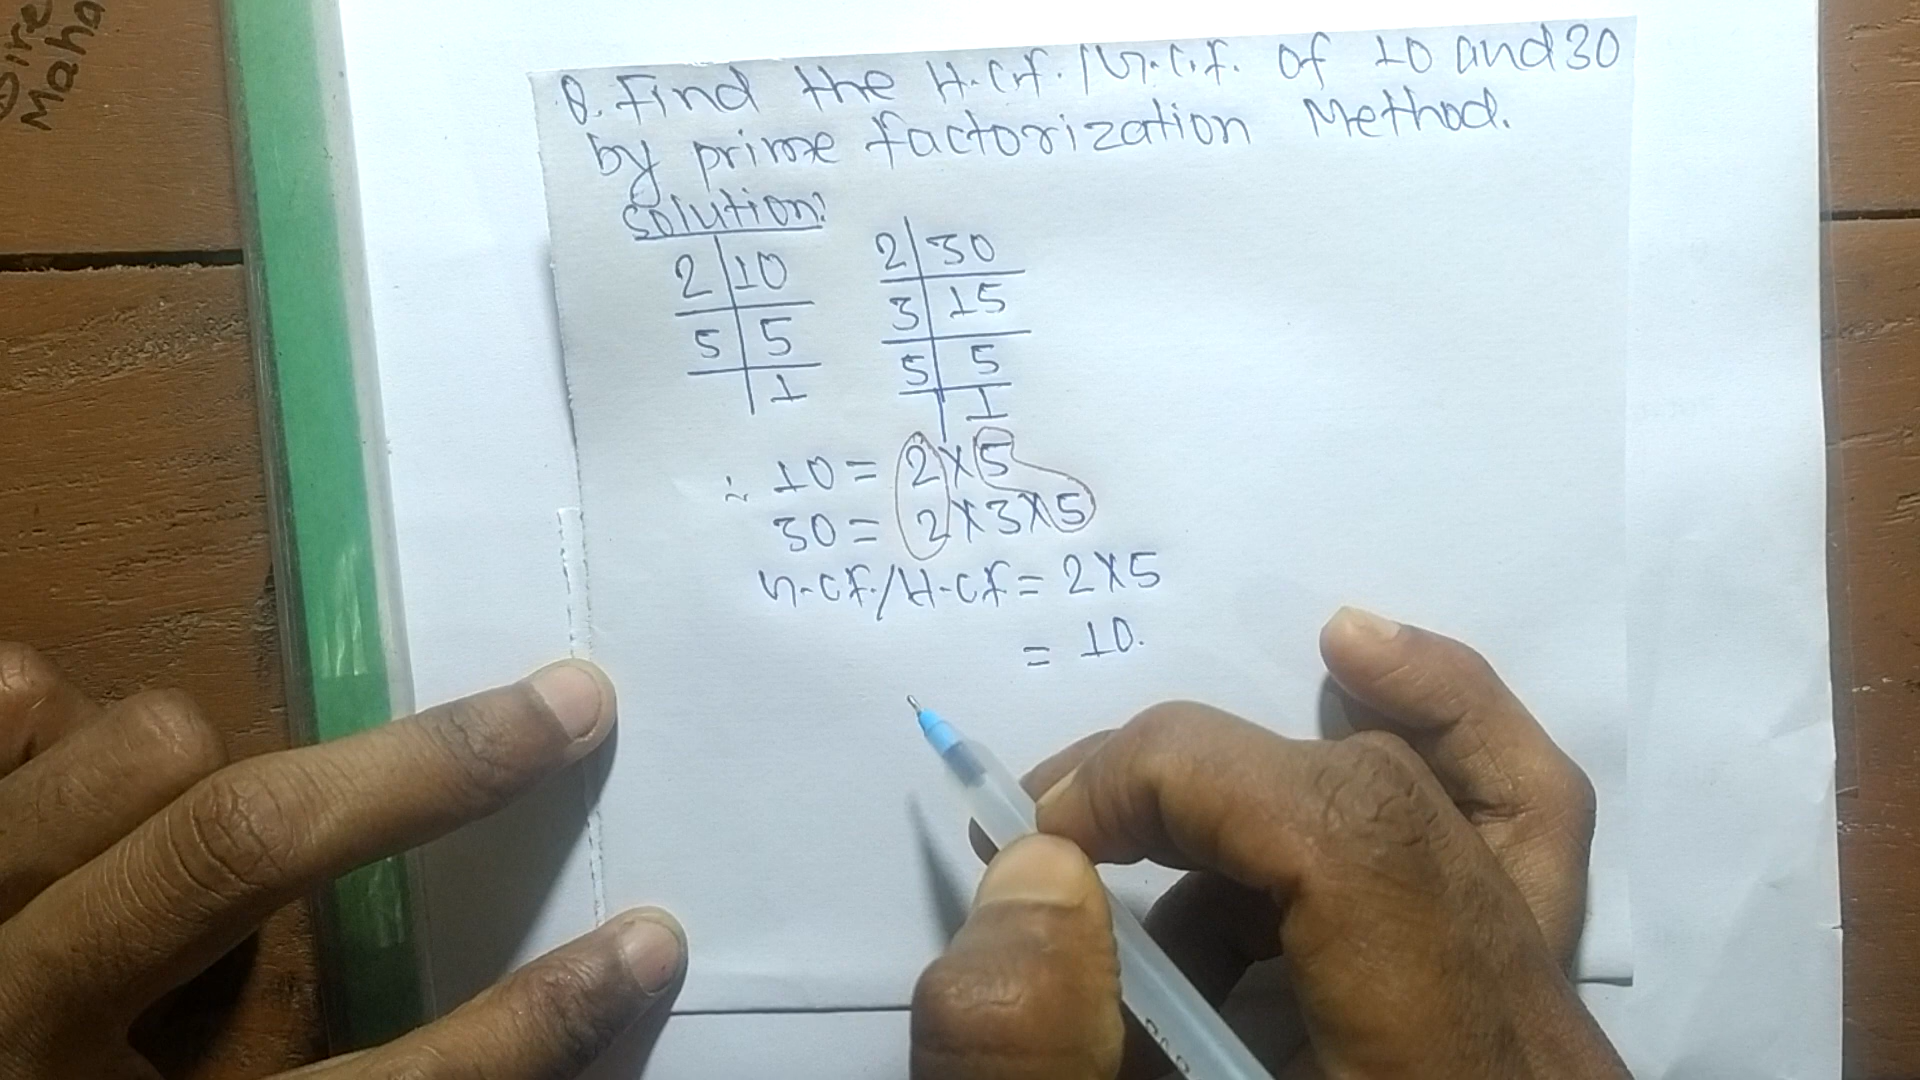 Q. Find the H.C.F./G.C.F. of 10 and 30
by prime factorization Method.
Solution:
2 | 10
5 | 5
1
2 | 30
3 | 15
5 | 5
1
∴ 10 = 2×5
30 = 2×3×5
G.C.F./H.C.F = 2×5
= 10.
Maha